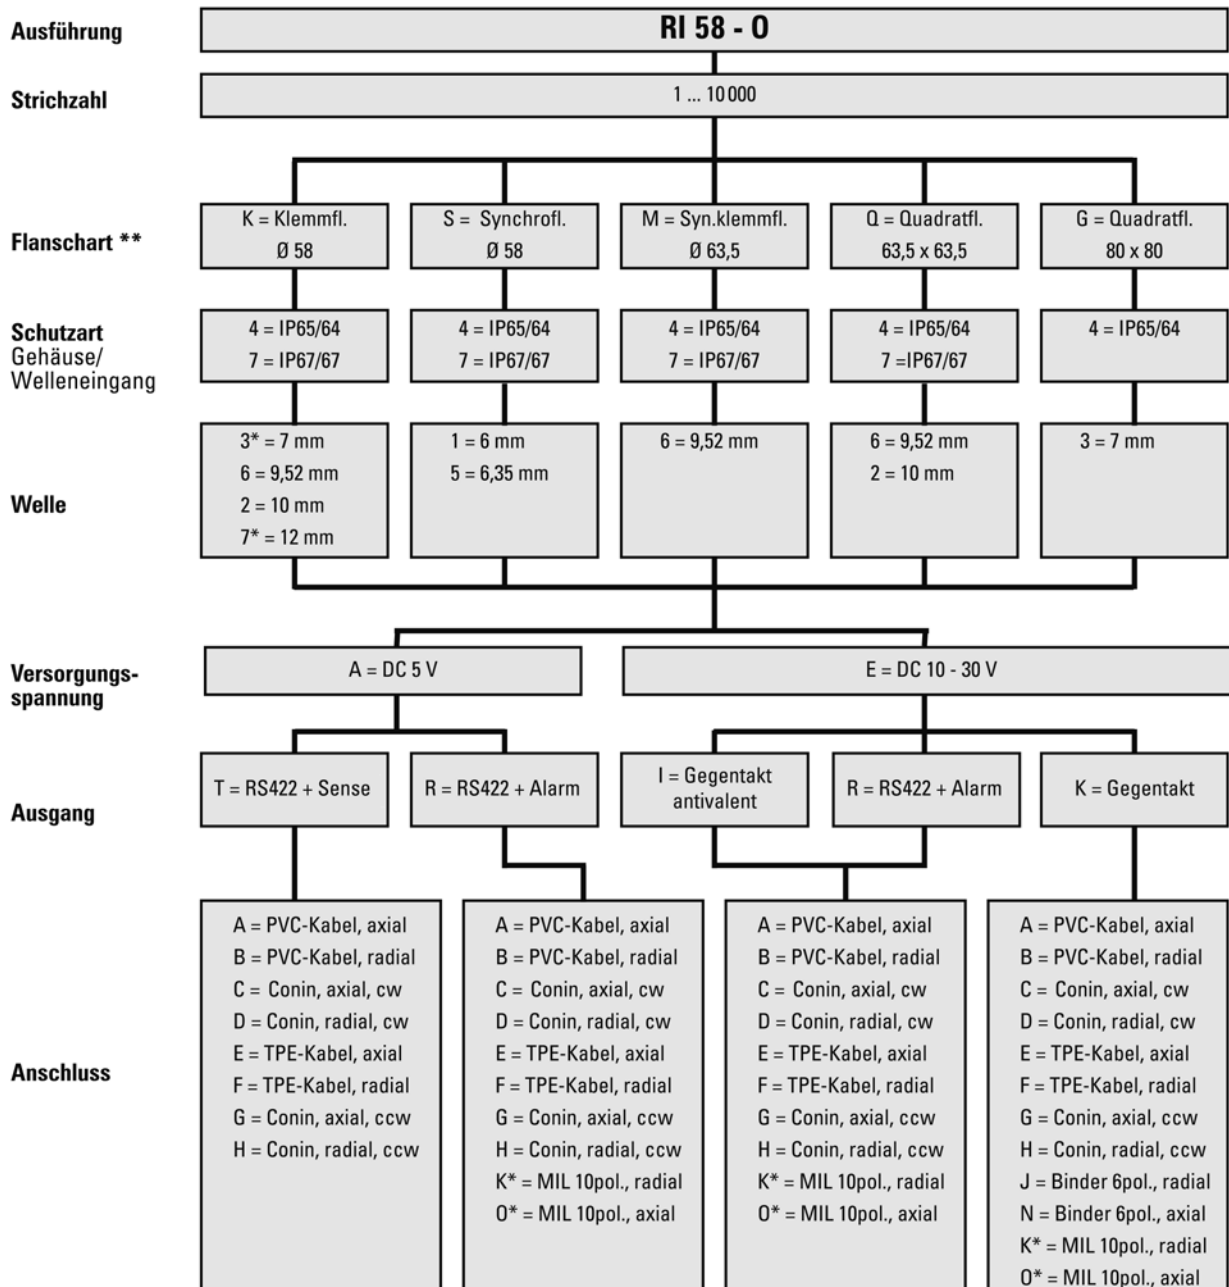 Ausführung
RI 58 - O
Strichzahl
1 ... 10 000
Flanschart **
K = Klemmfl.
Ø 58
S = Synchrofl.
Ø 58
M = Syn.klemmfl.
Ø 63,5
Q = Quadratfl.
63,5 x 63,5
G = Quadratfl.
80 x 80
Schutzart
Gehäuse/
Welleneingang
4 = IP65/64
7 = IP67/67
4 = IP65/64
7 = IP67/67
4 = IP65/64
7 = IP67/67
4 = IP65/64
7 =IP67/67
4 = IP65/64
Welle
3* = 7 mm
6 = 9,52 mm
2 = 10 mm
7* = 12 mm
1 = 6 mm
5 = 6,35 mm
6 = 9,52 mm
6 = 9,52 mm
2 = 10 mm
3 = 7 mm
Versorgungs-
spannung
A = DC 5 V
E = DC 10 - 30 V
Ausgang
T = RS422 + Sense
R = RS422 + Alarm
I = Gegentakt
antivalent
R = RS422 + Alarm
K = Gegentakt
Anschluss
A = PVC-Kabel, axial
B = PVC-Kabel, radial
C = Conin, axial, cw
D = Conin, radial, cw
E = TPE-Kabel, axial
F = TPE-Kabel, radial
G = Conin, axial, ccw
H = Conin, radial, ccw
A = PVC-Kabel, axial
B = PVC-Kabel, radial
C = Conin, axial, cw
D = Conin, radial, cw
E = TPE-Kabel, axial
F = TPE-Kabel, radial
G = Conin, axial, ccw
H = Conin, radial, ccw
K* = MIL 10pol., radial
O* = MIL 10pol., axial
A = PVC-Kabel, axial
B = PVC-Kabel, radial
C = Conin, axial, cw
D = Conin, radial, cw
E = TPE-Kabel, axial
F = TPE-Kabel, radial
G = Conin, axial, ccw
H = Conin, radial, ccw
K* = MIL 10pol., radial
O* = MIL 10pol., axial
A = PVC-Kabel, axial
B = PVC-Kabel, radial
C = Conin, axial, cw
D = Conin, radial, cw
E = TPE-Kabel, axial
F = TPE-Kabel, radial
G = Conin, axial, ccw
H = Conin, radial, ccw
J = Binder 6pol., radial
N = Binder 6pol., axial
K* = MIL 10pol., radial
O* = MIL 10pol., axial